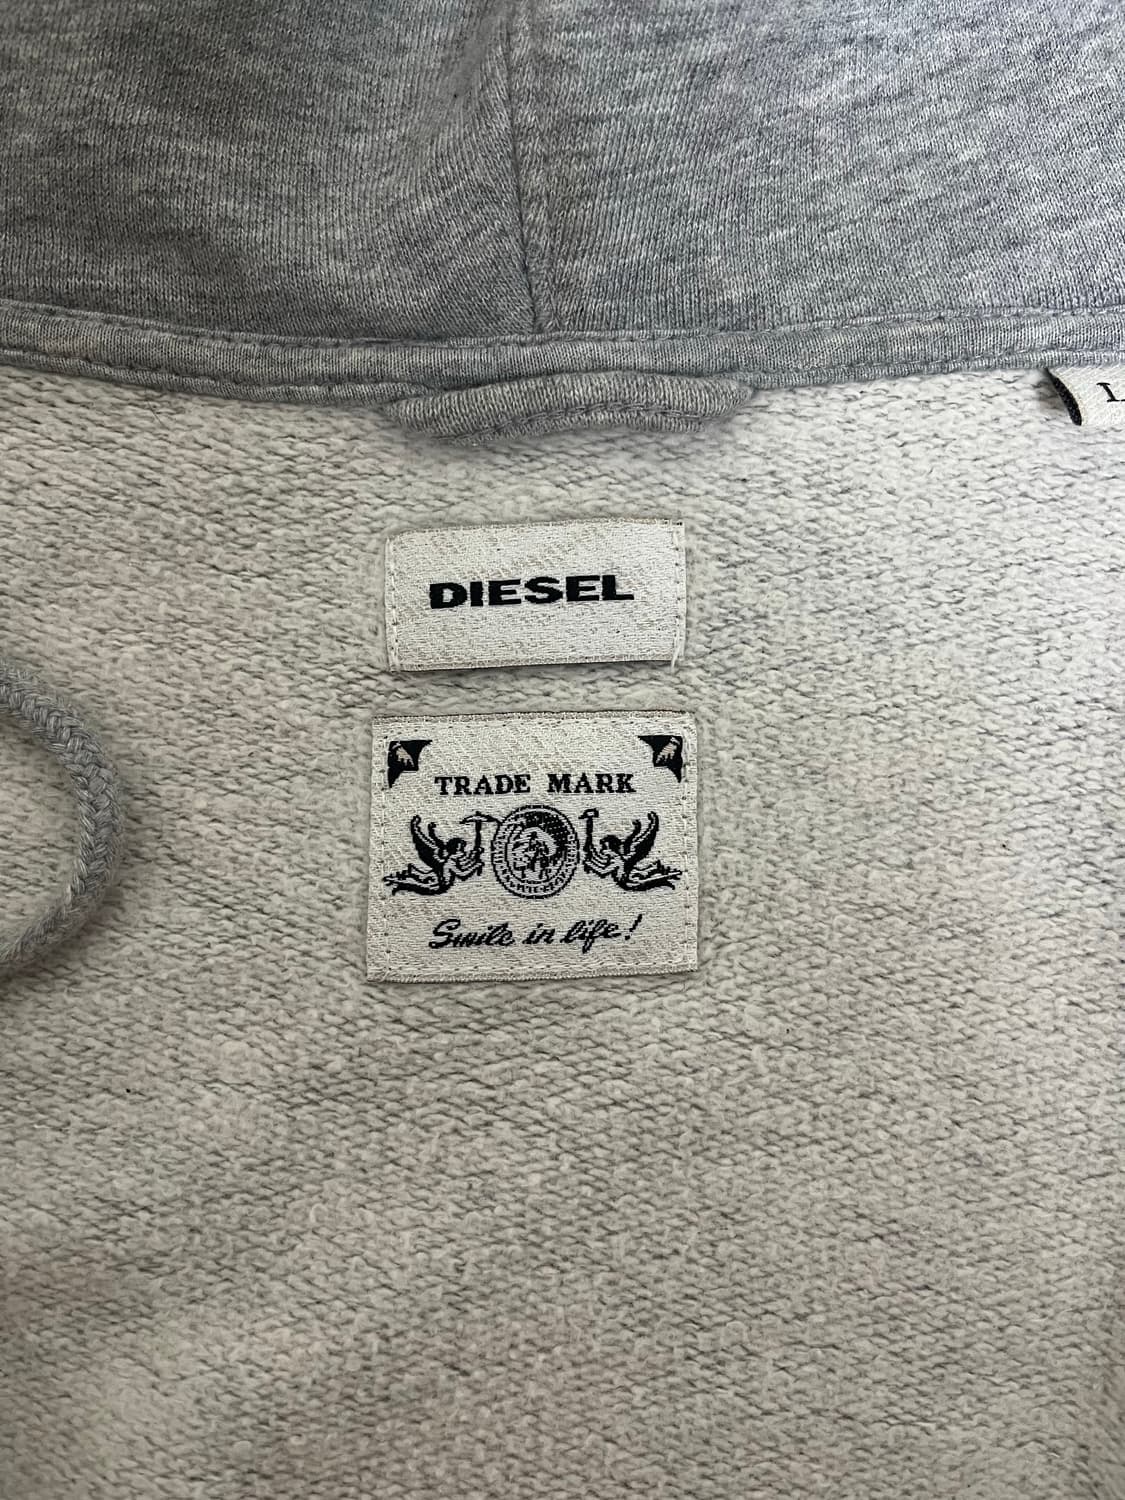 L
DIESEL
TRADE MARK
Smile in life!